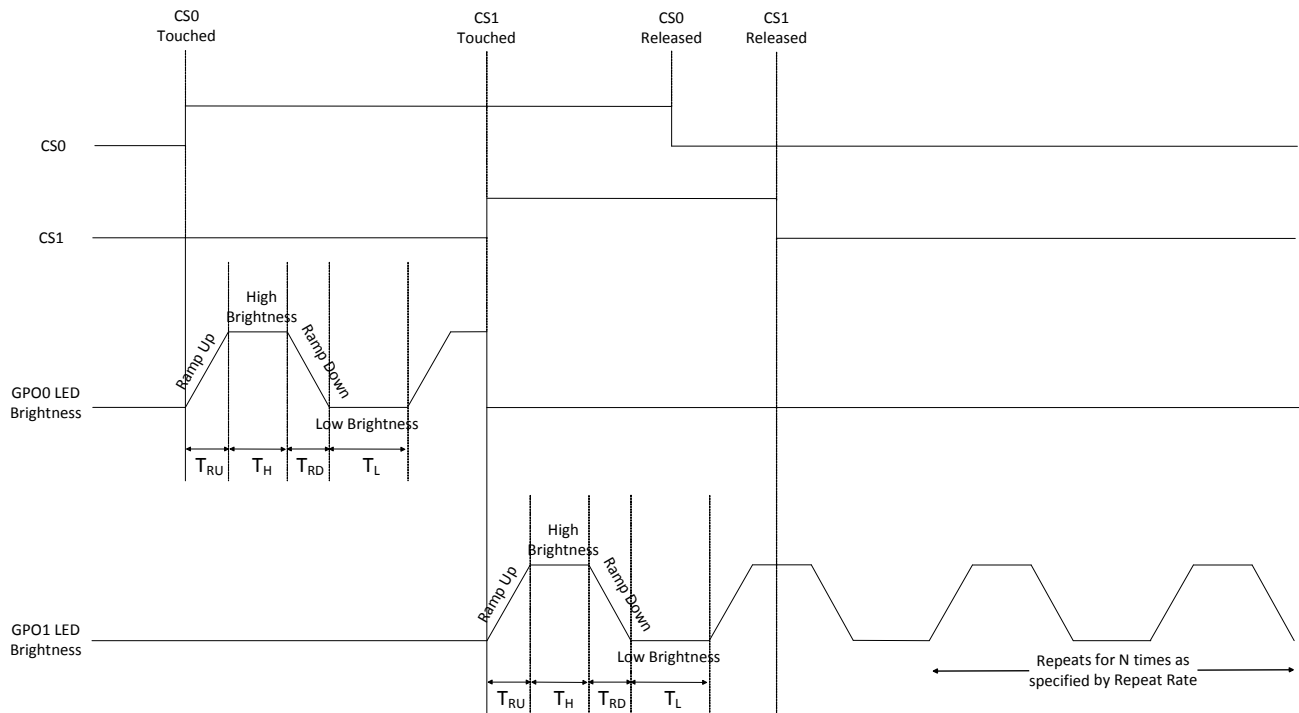 CS0
Touched
CS1
Touched
CS0
Released
CS1
Released
CS0
CS1
High
Brightness
Ramp Up
Ramp Down
GPO0 LED
Brightness
Low Brightness
TRU
TH
TRD
TL
High
Brightness
Ramp Up
Ramp Down
GPO1 LED
Brightness
Low Brightness
Repeats for N times as
specified by Repeat Rate
TRU
TH
TRD
TL